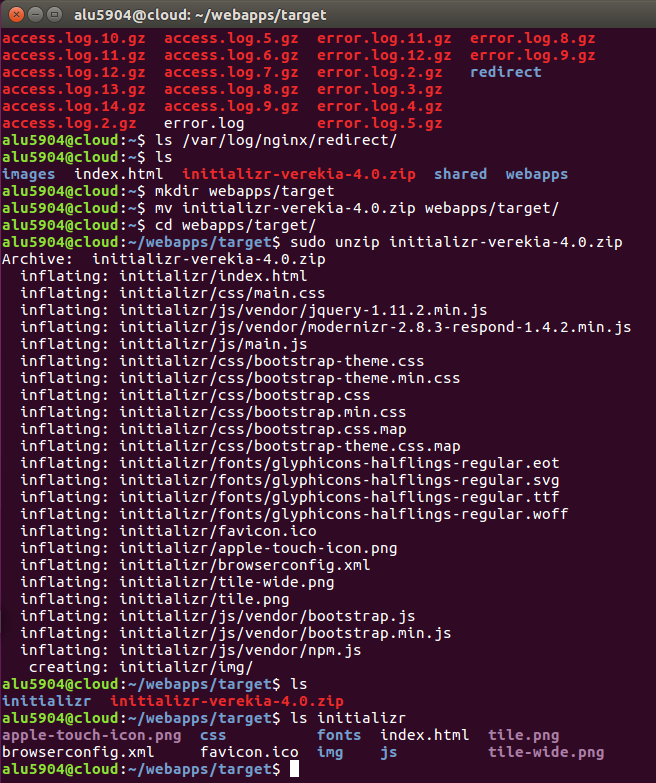 alu5904@cloud: ~/webapps/target
access.log.10.gz  access.log.5.gz  error.log.11.gz  error.log.8.gz
access.log.11.gz  access.log.6.gz  error.log.12.gz  error.log.9.gz
access.log.12.gz  access.log.7.gz  error.log.2.gz   redirect
access.log.13.gz  access.log.8.gz  error.log.3.gz
access.log.14.gz  access.log.9.gz  error.log.4.gz
access.log.2.gz   error.log        error.log.5.gz
alu5904@cloud:~$ ls /var/log/nginx/redirect/
alu5904@cloud:~$ ls
images  index.html  initializr-verekia-4.0.zip  shared  webapps
alu5904@cloud:~$ mkdir webapps/target
alu5904@cloud:~$ mv initializr-verekia-4.0.zip webapps/target/
alu5904@cloud:~$ cd webapps/target/
alu5904@cloud:~/webapps/target$ sudo unzip initializr-verekia-4.0.zip
Archive:  initializr-verekia-4.0.zip
  inflating: initializr/index.html
  inflating: initializr/css/main.css
  inflating: initializr/js/vendor/jquery-1.11.2.min.js
  inflating: initializr/js/vendor/modernizr-2.8.3-respond-1.4.2.min.js
  inflating: initializr/js/main.js
  inflating: initializr/css/bootstrap-theme.css
  inflating: initializr/css/bootstrap-theme.min.css
  inflating: initializr/css/bootstrap.css
  inflating: initializr/css/bootstrap.min.css
  inflating: initializr/css/bootstrap.css.map
  inflating: initializr/css/bootstrap-theme.css.map
  inflating: initializr/fonts/glyphicons-halflings-regular.eot
  inflating: initializr/fonts/glyphicons-halflings-regular.svg
  inflating: initializr/fonts/glyphicons-halflings-regular.ttf
  inflating: initializr/fonts/glyphicons-halflings-regular.woff
  inflating: initializr/favicon.ico
  inflating: initializr/apple-touch-icon.png
  inflating: initializr/browserconfig.xml
  inflating: initializr/tile-wide.png
  inflating: initializr/tile.png
  inflating: initializr/js/vendor/bootstrap.js
  inflating: initializr/js/vendor/bootstrap.min.js
  inflating: initializr/js/vendor/npm.js
   creating: initializr/img/
alu5904@cloud:~/webapps/target$ ls
initializr  initializr-verekia-4.0.zip
alu5904@cloud:~/webapps/target$ ls initializr
apple-touch-icon.png  css          fonts  index.html  tile.png
browserconfig.xml     favicon.ico  img    js          tile-wide.png
alu5904@cloud:~/webapps/target$